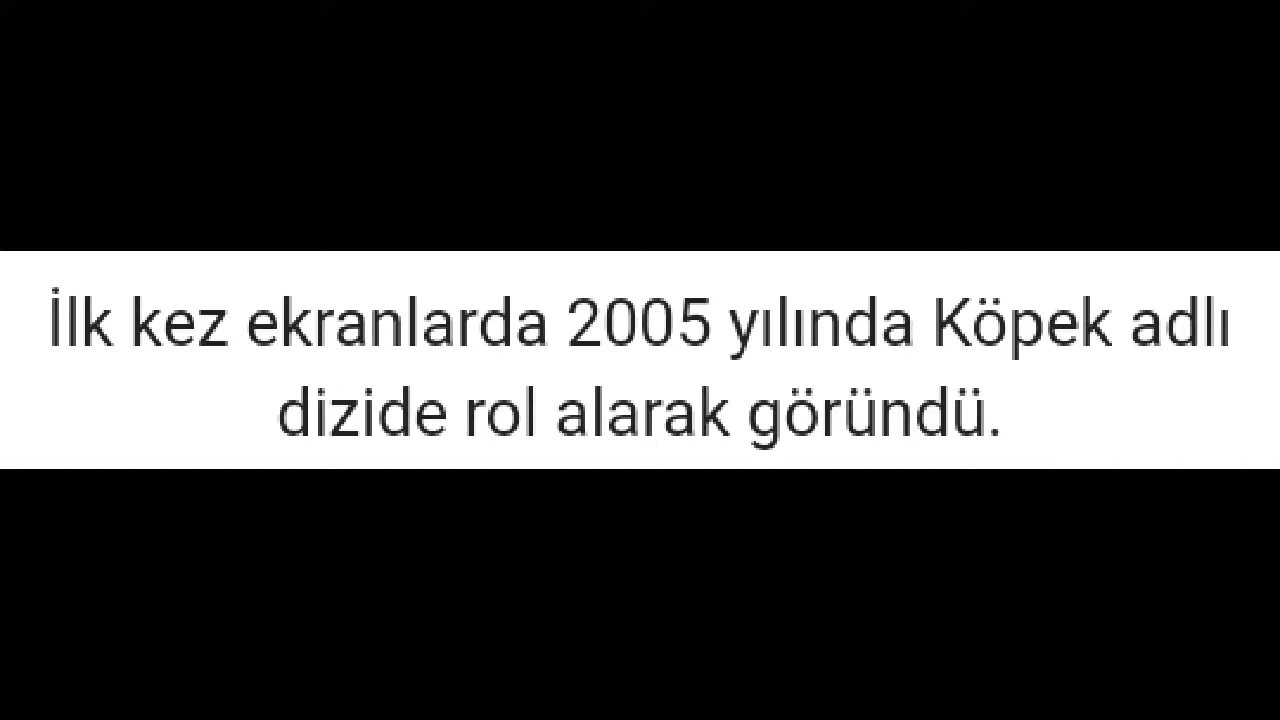 İlk kez ekranlarda 2005 yılında Köpek adlı
dizide rol alarak göründü.